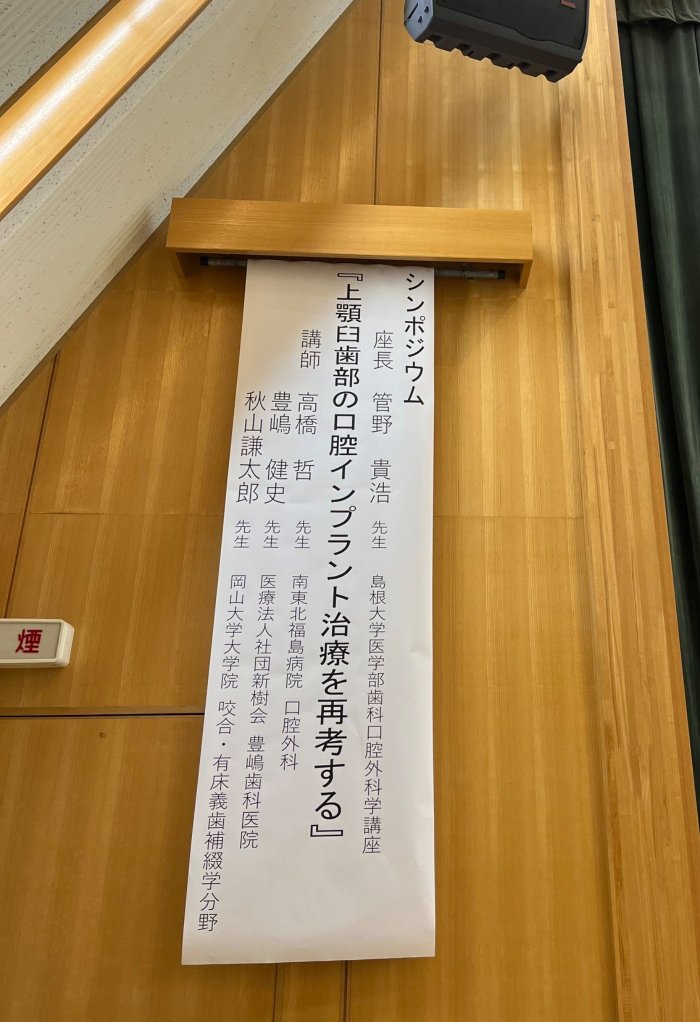 シンポジウム
座長 管野 貴浩 先生 島根大学医学部歯科口腔外科学講座
『上顎臼歯部の口腔インプラント治療を再考する』
講師 高橋 哲 先生 南東北福島病院 口腔外科
豊嶋 健史 先生 医療法人社団新樹会 豊嶋歯科医院
秋山謙太郎 先生 岡山大学大学院 咬合・有床義歯補綴学分野
煙